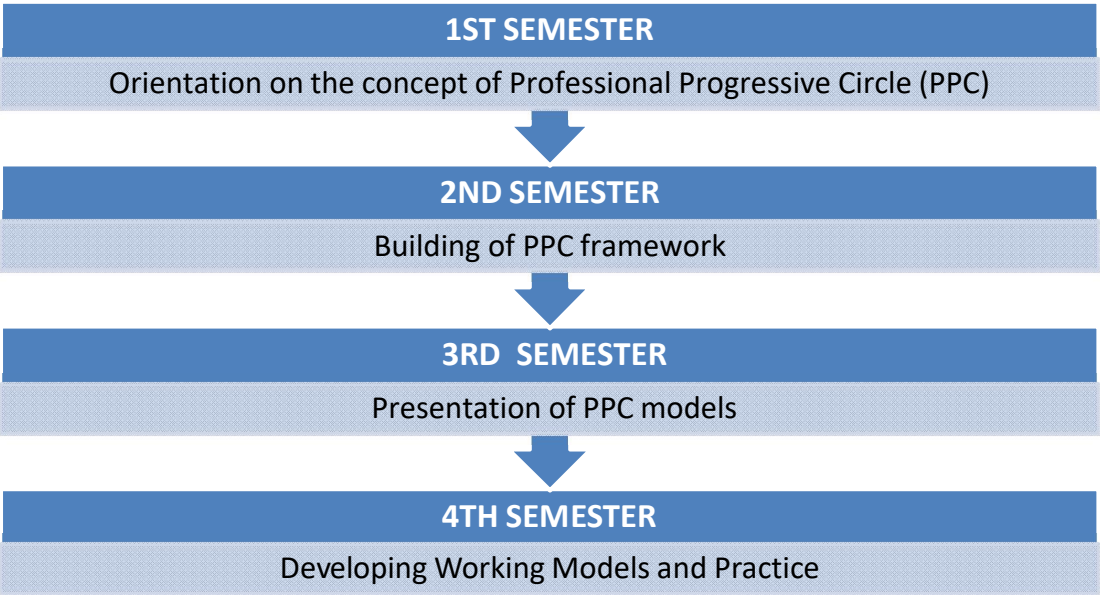 1ST SEMESTER
Orientation on the concept of Professional Progressive Circle (PPC)
2ND SEMESTER
Building of PPC framework
3RD SEMESTER
Presentation of PPC models
4TH SEMESTER
Developing Working Models and Practice